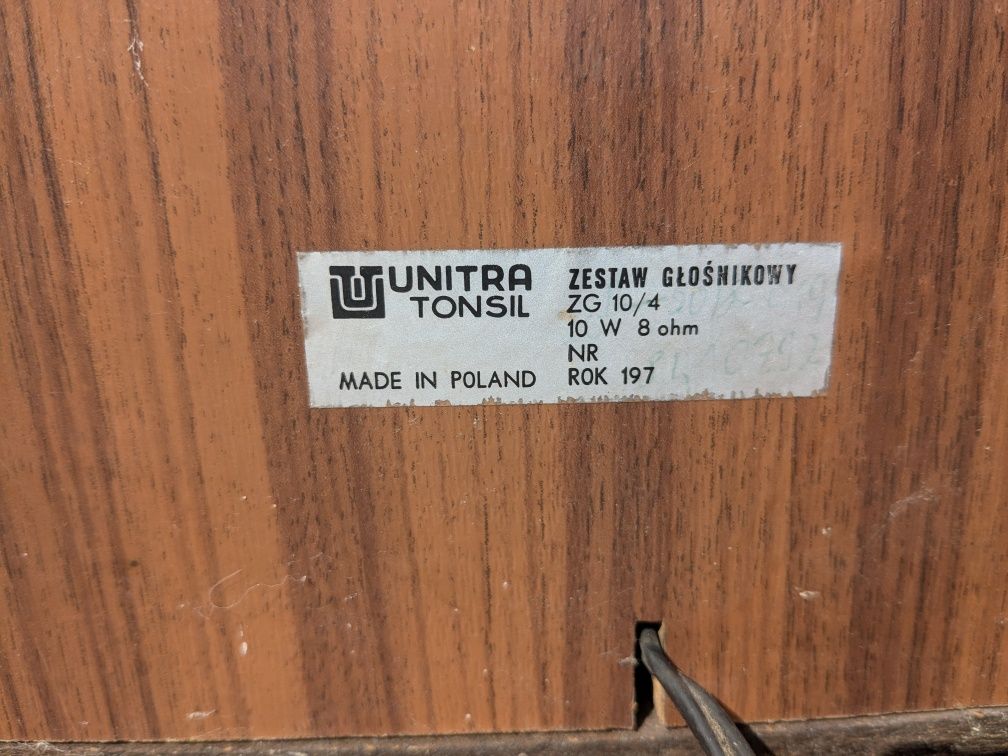 UNITRA
TONSIL
MADE IN POLAND
ZESTAW GŁOŚNIKOWY
ZG 10/4
10 W 8 ohm
NR
ROK 197